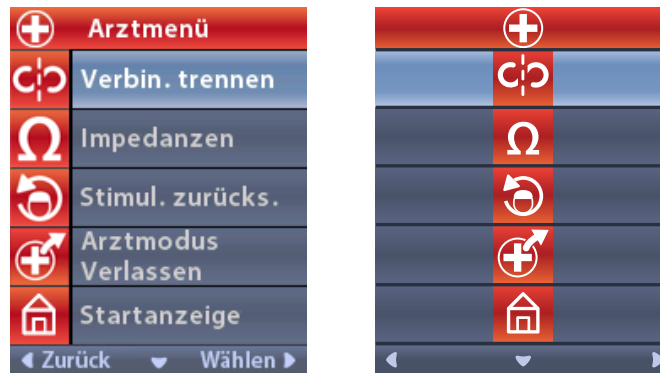 Arztmenü
Verbin. trennen
Impedanzen
Stimul. zurücks.
Arztmodus
Verlassen
Startanzeige
Zurück Wählen